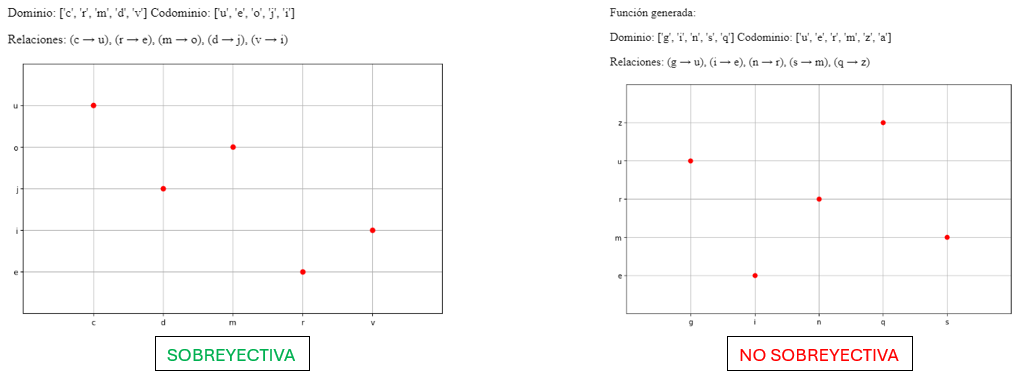 Dominio: ['c', 'r', 'm', 'd', 'v'] Codominio: ['u', 'e', 'o', 'j', 'i']
Relaciones: (c → u), (r → e), (m → o), (d → j), (v → i)
u
o
j
i
e
c d m r v
SOBREYECTIVA
Función generada:
Dominio: ['g', 'i', 'n', 's', 'q'] Codominio: ['u', 'e', 'r', 'm', 'z', 'a']
Relaciones: (g → u), (i → e), (n → r), (s → m), (q → z)
z
u
r
m
e
g i n q s
NO SOBREYECTIVA